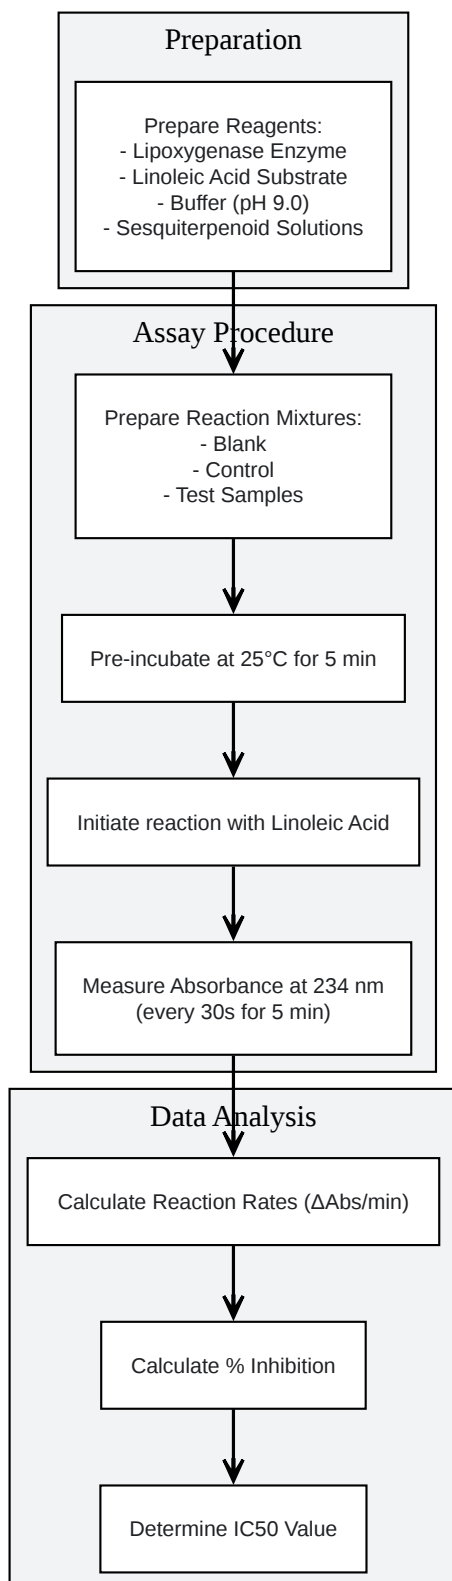 Preparation
Prepare Reagents:
- Lipoxygenase Enzyme
- Linoleic Acid Substrate
- Buffer (pH 9.0)
- Sesquiterpenoid Solutions
Assay Procedure
Prepare Reaction Mixtures:
- Blank
- Control
- Test Samples
Pre-incubate at 25°C for 5 min
Initiate reaction with Linoleic Acid
Measure Absorbance at 234 nm
(every 30s for 5 min)
Data Analysis
Calculate Reaction Rates (ΔAbs/min)
Calculate % Inhibition
Determine IC50 Value